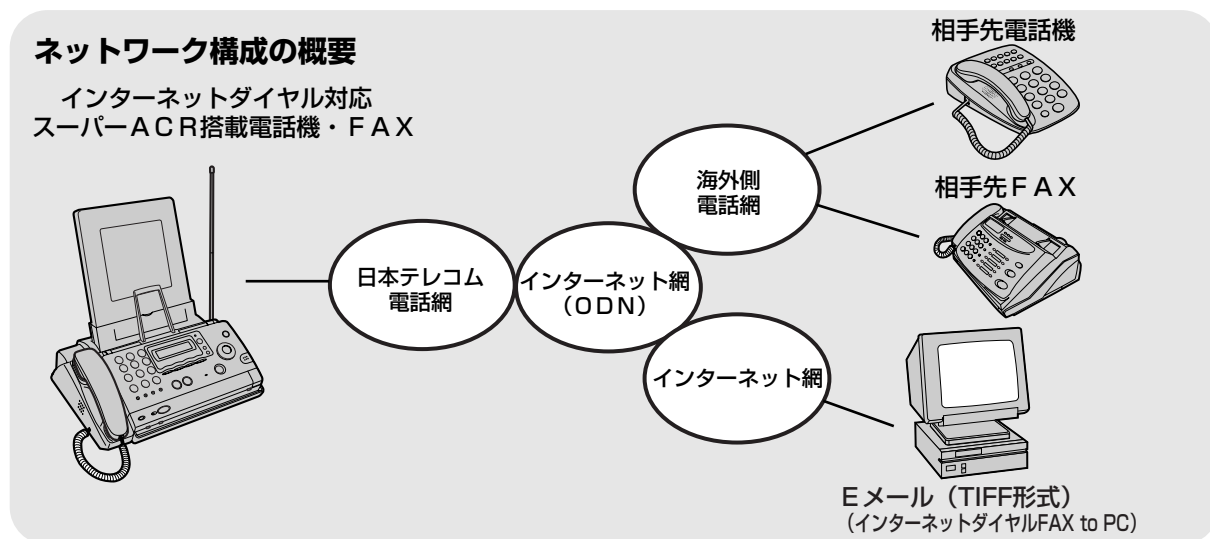 ネットワーク構成の概要
インターネットダイヤル対応
スーパーＡＣＲ搭載電話機・ＦＡＸ
日本テレコム
電話網
インターネット網
（ＯＤＮ）
海外側
電話網
インターネット網
相手先電話機
相手先ＦＡＸ
Ｅメール（TIFF形式）
（インターネットダイヤルFAX to PC）